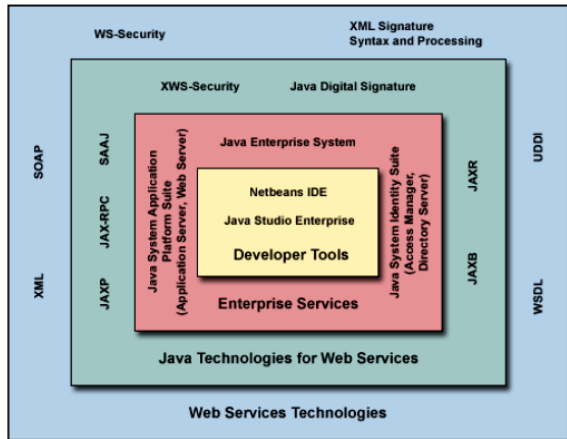 WS-Security
XML Signature
Syntax and Processing
XWS-Security
Java Digital Signature
SOAP
XML
SAAJ
JAX-RPC
JAXP
Java System Application
Platform Suite
(Application Server, Web Server)
Java Enterprise System
Netbeans IDE
Java Studio Enterprise
Developer Tools
Enterprise Services
Java System Identity Suite
(Access Manager,
Directory Server)
JAXR
JAXB
UDDI
WSDL
Java Technologies for Web Services
Web Services Technologies